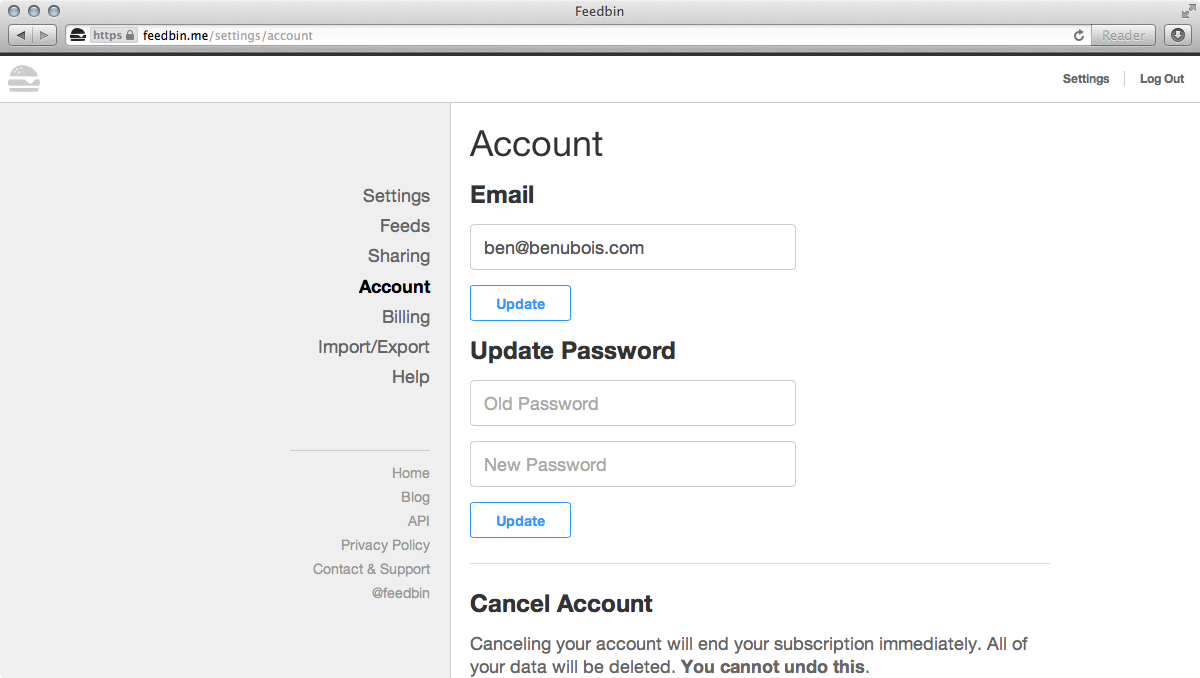 Feedbin
https feedbin.me/settings/account
Reader
Settings
Log Out
Settings
Feeds
Sharing
Account
Billing
Import/Export
Help
Home
Blog
API
Privacy Policy
Contact & Support
@feedbin
Account
Email
ben@benubois.com
Update
Update Password
Old Password
New Password
Update
Cancel Account
Canceling your account will end your subscription immediately. All of
your data will be deleted. You cannot undo this.